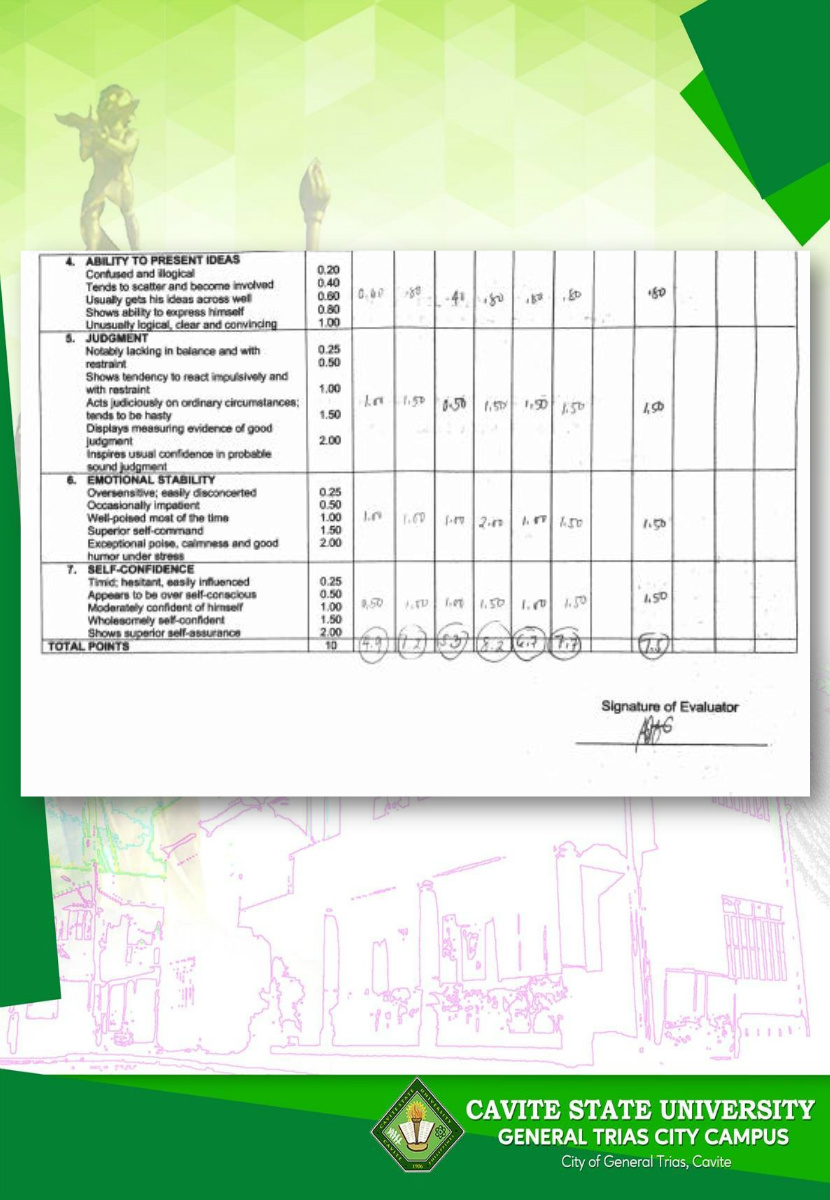 4. ABILITY TO PRESENT IDEAS
Confused and illogical 0.20
Tends to scatter and become involved 0.40
Usually gets his ideas across well 0.60
Shows ability to express himself 0.80
Unusually logical, clear and convincing 1.00
0.60 .80 .40 .80 .80 .80 .80
5. JUDGMENT
Notably lacking in balance and with 0.25
restraint 0.50
Shows tendency to react impulsively and
with restraint 1.00
Acts judiciously on ordinary circumstances;
tends to be hasty 1.50
Displays measuring evidence of good
judgment 2.00
Inspires usual confidence in probable
sound judgment
1.00 1.50 0.50 1.50 1.50 1.50 1.50
6. EMOTIONAL STABILITY
Oversensitive; easily disconcerted 0.25
Occasionally impatient 0.50
Well-poised most of the time 1.00
Superior self-command 1.50
Exceptional poise, calmness and good 2.00
humor under stress
1.00 1.00 1.00 2.00 1.00 1.50 1.50
7. SELF-CONFIDENCE
Timid; hesitant, easily influenced 0.25
Appears to be over self-conscious 0.50
Moderately confident of himself 1.00
Wholesomely self-confident 1.50
Shows superior self-assurance 2.00
0.50 1.00 1.50 1.00 1.50 1.50
TOTAL POINTS 10 4.9 7.2 5.3 8.2 6.7 7.7
Signature of Evaluator
CAVITE STATE UNIVERSITY
GENERAL TRIAS CITY CAMPUS
City of General Trias, Cavite
CAVITE STATE UNIVERSITY
CAVITE PHILIPPINES
1906